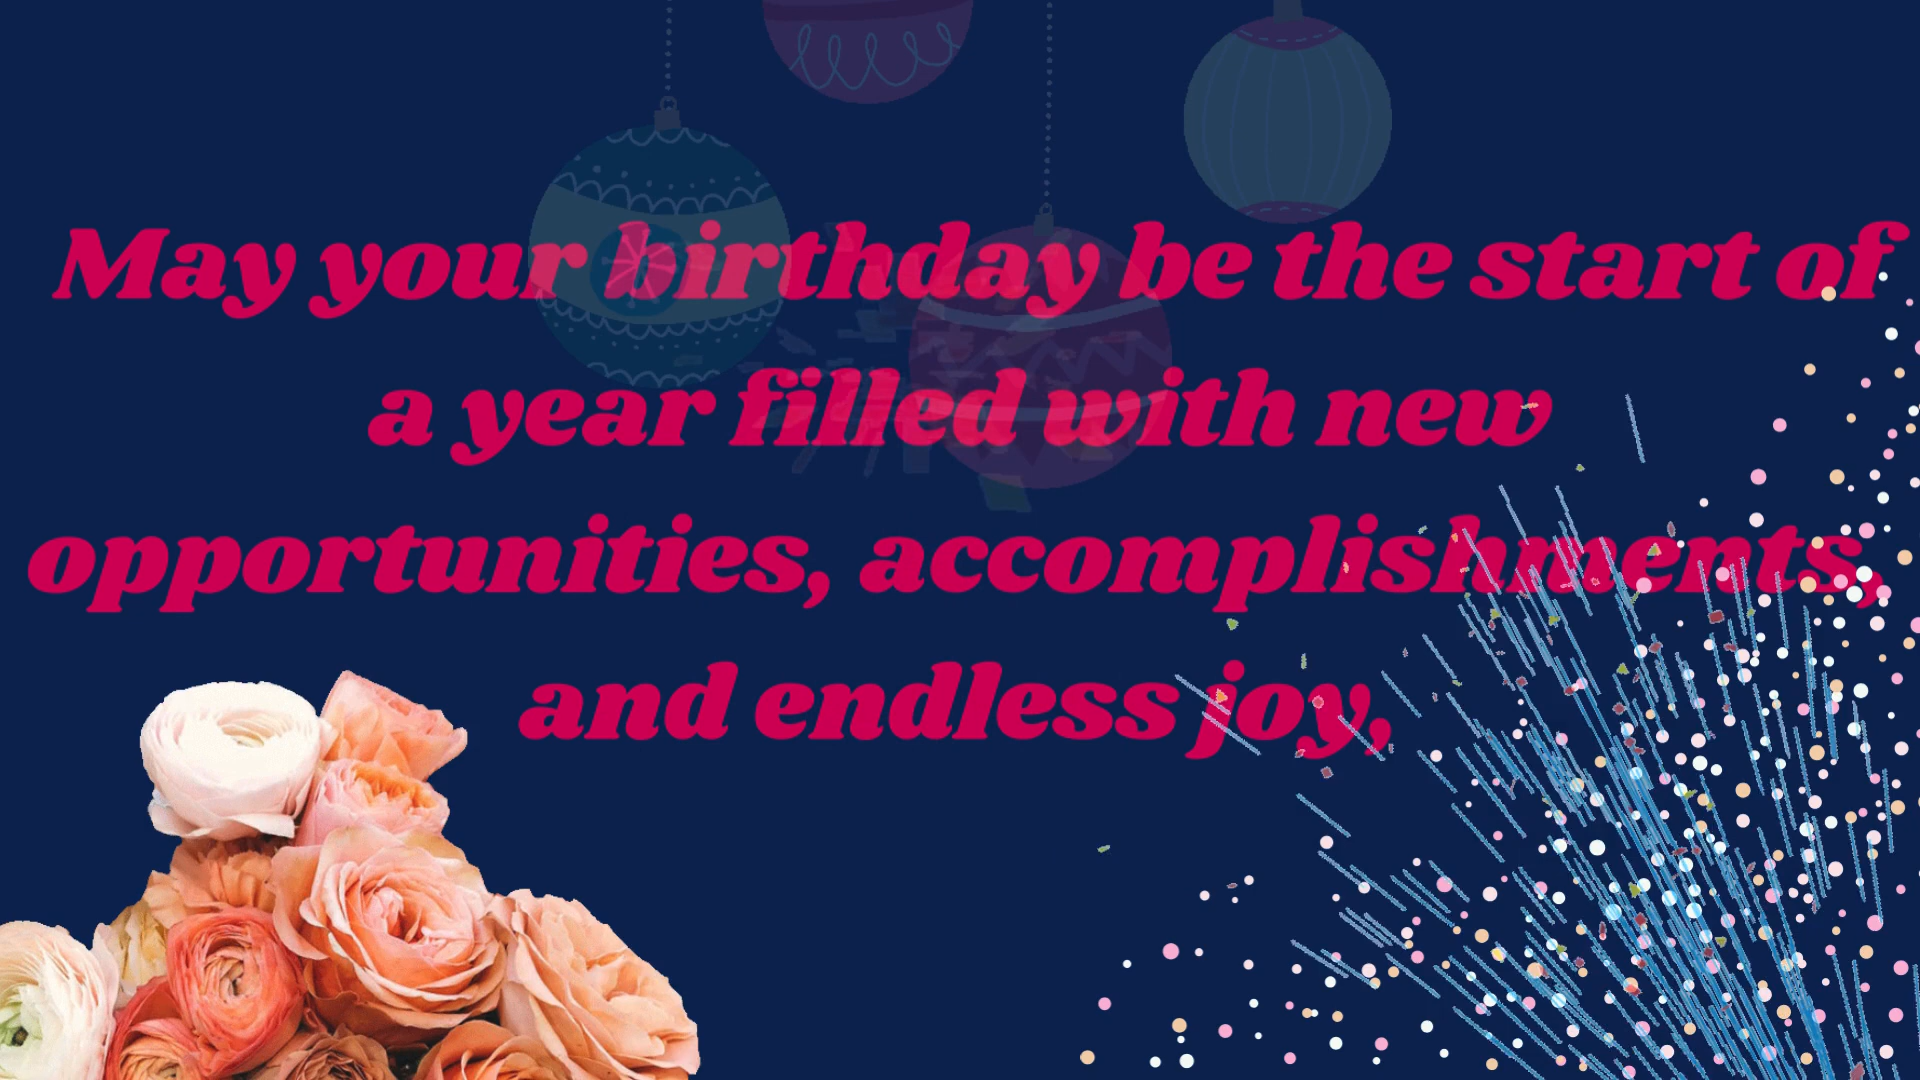 May your birthday be the start of
a year filled with new
opportunities, accomplishments,
and endless joy,